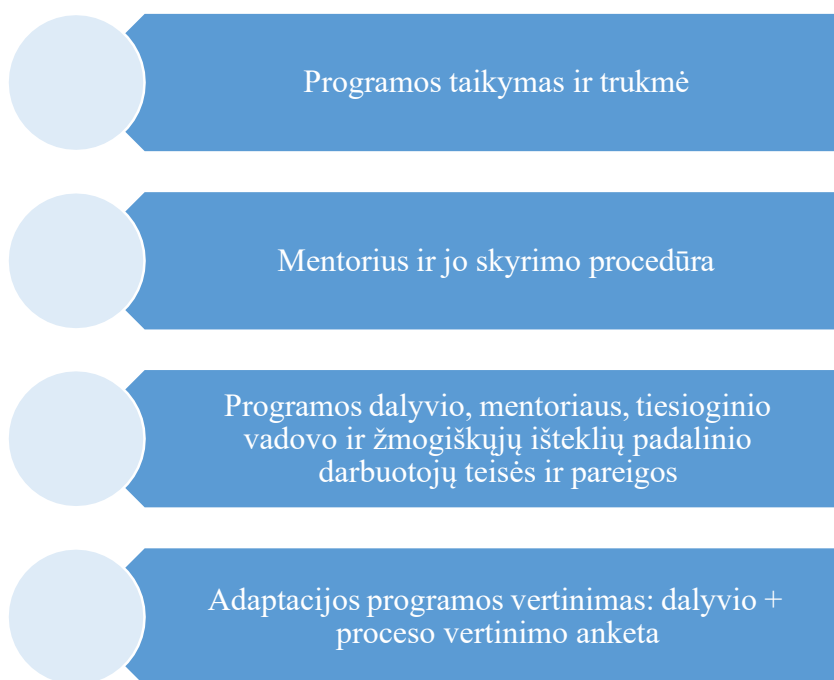 Programos taikymas ir trukmė
Mentorius ir jo skyrimo procedūra
Programos dalyvio, mentoriaus, tiesioginio
vadovo ir žmogiškųjų išteklių padalinio
darbuotojų teisės ir pareigos
Adaptacijos programos vertinimas: dalyvio +
proceso vertinimo anketa